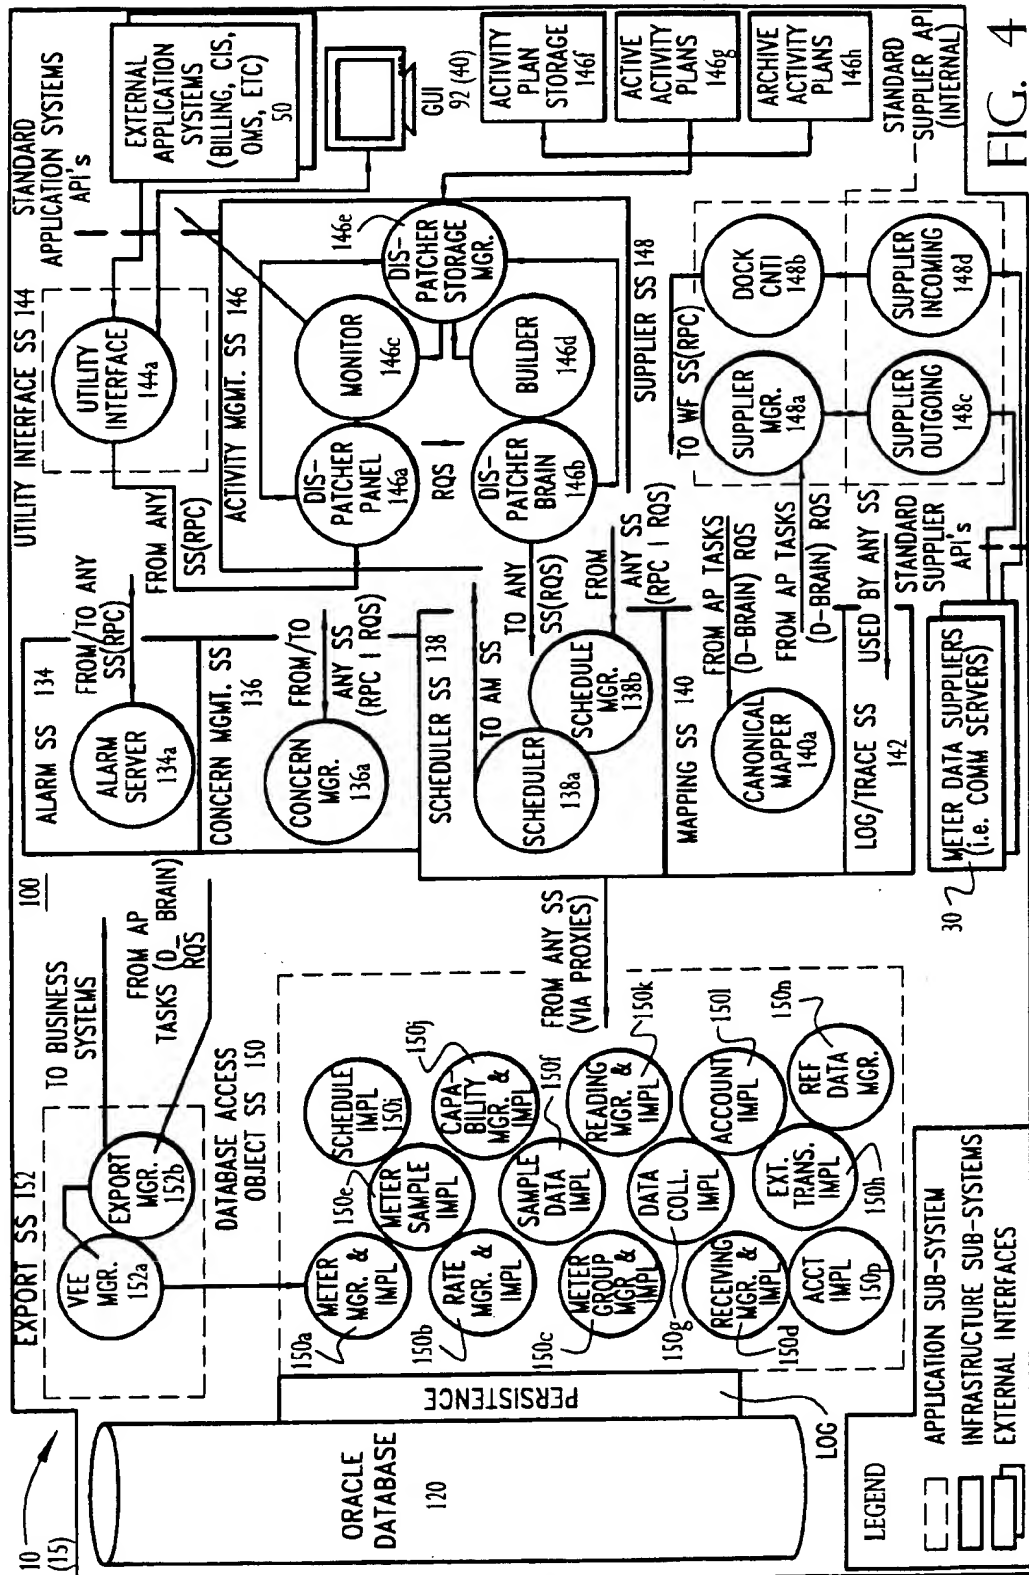 10
(15)
100
EXPORT SS 152
VEE
MGR.
152a
EXPORT
MGR.
152b
TO BUSINESS
SYSTEMS
FROM AP
TASKS (D_ BRAIN)
RQS
DATABASE ACCESS
OBJECT SS 150
ALARM SS 134
ALARM
SERVER
134a
FROM/TO ANY
SS(RPC)
CONCERN MGMT. SS
136
CONCERN
MGR.
136a
FROM/TO
ANY SS
(RPC | RQS)
UTILITY INTERFACE SS 144
UTILITY
INTERFACE
144a
FROM ANY
SS(RPC)
STANDARD
APPLICATION SYSTEMS
API's
EXTERNAL
APPLICATION
SYSTEMS
(BILLING, CIS,
OMS, ETC)
50
GUI
92 (40)
ACTIVITY MGMT. SS 146
DIS-
PATCHER
PANEL
146a
RQS
DIS-
PATCHER
BRAIN
146b
MONITOR
146c
BUILDER
146d
146e
DIS-
PATCHER
STORAGE
MGR.
ACTIVITY
PLAN
STORAGE
146f
ACTIVE
ACTIVITY
PLANS
146g
ARCHIVE
ACTIVITY
PLANS
146h
SCHEDULER SS 138
SCHEDULER
138a
SCHEDULE
MGR.
138b
TO AM SS
TO ANY
SS(RQS)
FROM
ANY SS
(RPC | RQS)
MAPPING SS 140
CANONICAL
MAPPER
140a
FROM AP TASKS
(D-BRAIN) RQS
FROM AP TASKS
(D-BRAIN) RQS
LOG/TRACE SS
142
USED BY ANY SS
SUPPLIER SS 148
TO WF SS(RPC)
SUPPLIER
MGR.
148a
DOCK
CNTI
148b
SUPPLIER
OUTGOING
148c
SUPPLIER
INCOMING
148d
STANDARD
SUPPLIER API
(INTERNAL)
STANDARD
SUPPLIER
API's
30
METER DATA SUPPLIERS
(i.e. COMM SERVERS)
FROM ANY SS
(VIA PROXIES)
ORACLE
DATABASE
120
PERSISTENCE
LOG
150a
METER
MGR. &
IMPL
150b
RATE
MGR. &
IMPL
150c
METER
GROUP
MGR. &
IMPL
150d
RECEIVING
MGR. &
IMPL
ACCT
IMPL
150p
150e
METER
SAMPLE
IMPL
150f
SAMPLE
DATA
IMPL
150g
DATA
COLL.
IMPL
EXT.
TRANS.
IMPL
150h
SCHEDULE
IMPL
150i
150j
CAPA-
BILITY
MGR. &
IMPL
150k
READING
MGR. &
IMPL
150l
ACCOUNT
IMPL
150n
REF
DATA
MGR.
LEGEND
APPLICATION SUB-SYSTEM
INFRASTRUCTURE SUB-SYSTEMS
EXTERNAL INTERFACES
FIG. 4